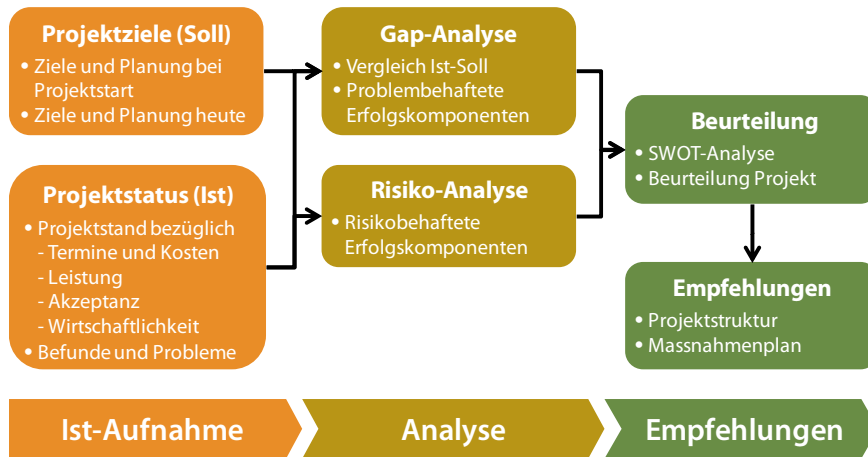 Projektziele (Soll)
• Ziele und Planung bei
Projektstart
• Ziele und Planung heute
Projektstatus (Ist)
• Projektstand bezüglich
- Termine und Kosten
- Leistung
- Akzeptanz
- Wirtschaftlichkeit
• Befunde und Probleme
Gap-Analyse
• Vergleich Ist-Soll
• Problembehaftete
Erfolgskomponenten
Risiko-Analyse
• Risikobehaftete
Erfolgskomponenten
Beurteilung
• SWOT-Analyse
• Beurteilung Projekt
Empfehlungen
• Projektstruktur
• Massnahmenplan
Ist-Aufnahme
Analyse
Empfehlungen